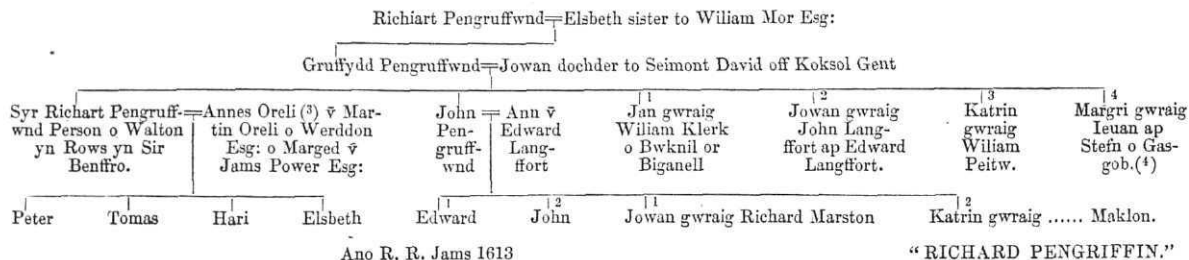 Richiart Pengruffwnd=Elsbeth sister to Wiliam Mor Esg:
Gruffydd Pengruffwnd=Jowan dochder to Seimont David off Koksol Gent
Syr Richart Pengruff-
wnd Person o Walton
yn Rows yn Sir
Benffro.
=Annes Oreli (³) ṽ Mar-
tin Oreli o Werddon
Esg: o Marged ṽ
Jams Power Esg:
John =
Pen-
gruff-
wnd
Ann ṽ
Edward
Lang-
ffort
1
Jan gwraig
Wiliam Klerk
o Bwknil or
Biganell
2
Jowan gwraig
John Lang-
ffort ap Edward
Langffort.
3
Katrin
gwraig
Wiliam
Peitw.
4
Margri gwraig
Ieuan ap
Stefn o Gas-
gob.(⁴)
Peter Tomas Hari Elsbeth
1 Edward 2 John 1 Jowan gwraig Richard Marston 2 Katrin gwraig ...... Maklon.
Ano R. R. Jams 1613 "RICHARD PENGRIFFIN."